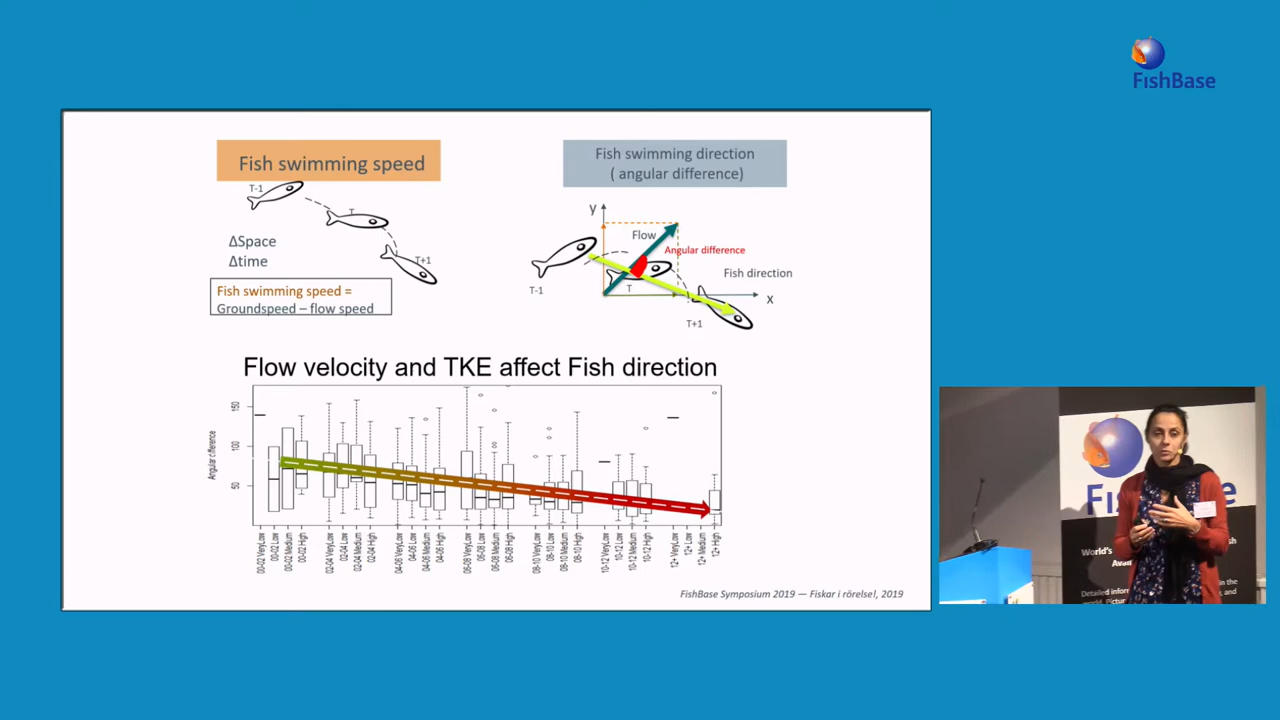 FishBase
Fish swimming speed
T-1
T
T+1
ΔSpace
Δtime
Fish swimming speed =
Groundspeed – flow speed
Fish swimming direction
( angular difference)
y
Flow
Angular difference
Fish direction
T-1
T
T+1
x
Flow velocity and TKE affect Fish direction
Angular difference
150
100
50
00-02 VeryLow
00-02 Low
00-02 Medium
00-02 High
02-04 VeryLow
02-04 Low
02-04 Medium
02-04 High
04-06 VeryLow
04-06 Low
04-06 Medium
04-06 High
06-08 VeryLow
06-08 Low
06-08 Medium
06-08 High
08-10 VeryLow
08-10 Low
08-10 Medium
08-10 High
10-12 VeryLow
10-12 Low
10-12 Medium
10-12 High
12+ VeryLow
12+ Low
12+ Medium
12+ High
FishBase Symposium 2019 — Fiskar i rörelse!, 2019
World's
Detailed
in the
world.
and